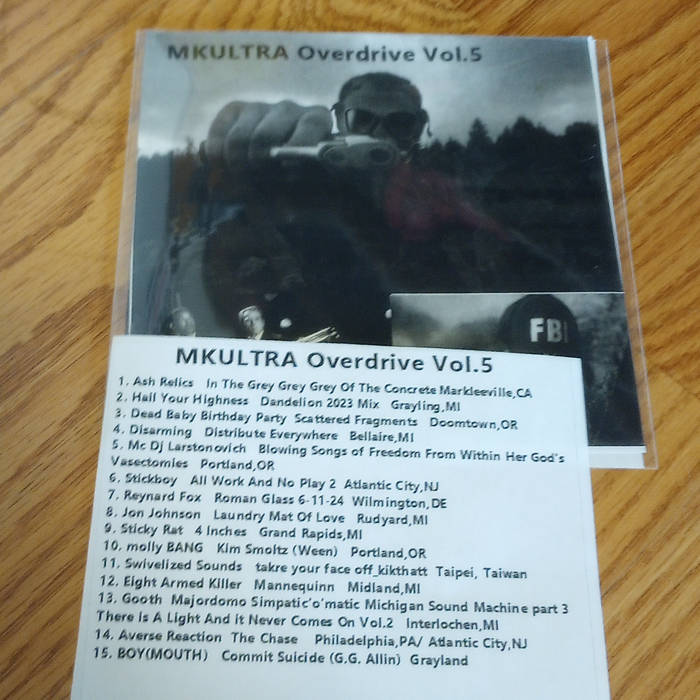 MKULTRA Overdrive Vol.5
FBI
MKULTRA Overdrive Vol.5
1. Ash Relics In The Grey Grey Grey Of The Concrete Markleeville,CA
2. Hail Your Highness Dandelion 2023 Mix Grayling,MI
3. Dead Baby Birthday Party Scattered Fragments Doomtown,OR
4. Disarming Distribute Everywhere Bellaire,MI
5. Mc Dj Larstonovich Blowing Songs of Freedom From Within Her God's
Vasectomies Portland,OR
6. Stickboy All Work And No Play 2 Atlantic City,NJ
7. Reynard Fox Roman Glass 6-11-24 Wilmington,DE
8. Jon Johnson Laundry Mat Of Love Rudyard,MI
9. Sticky Rat 4 Inches Grand Rapids,MI
10. molly BANG Kim Smoltz (Ween) Portland,OR
11. Swivelized Sounds takre your face off_kikthatt Taipei, Taiwan
12. Eight Armed Killer Mannequinn Midland,MI
13. Gooth Majordomo Simpatic'o'matic Michigan Sound Machine part 3
There Is A Light And it Never Comes On Vol.2 Interlochen,MI
14. Averse Reaction The Chase Philadelphia,PA/ Atlantic City,NJ
15. BOY(MOUTH) Commit Suicide (G.G. Allin) Grayland